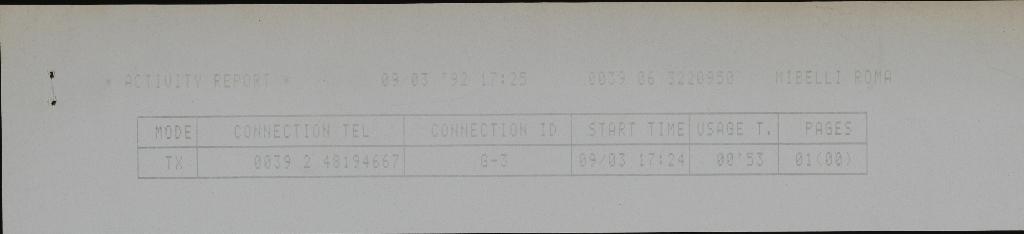 * ACTIVITY REPORT * 09/03 '92 17:25 0039 06 3220950 MIBELLI ROMA
MODE CONNECTION TEL CONNECTION ID START TIME USAGE T. PAGES
TX 0039 2 48194667 G-3 09/03 17:24 00'53 01(00)